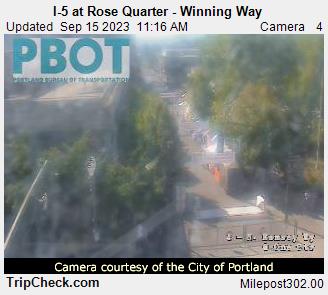 I-5 at Rose Quarter - Winning Way
Updated Sep 15 2023 11:16 AM Camera 4
PBOT
PORTLAND BUREAU OF TRANSPORTATION
Camera courtesy of the City of Portland
TripCheck.com Milepost302.00